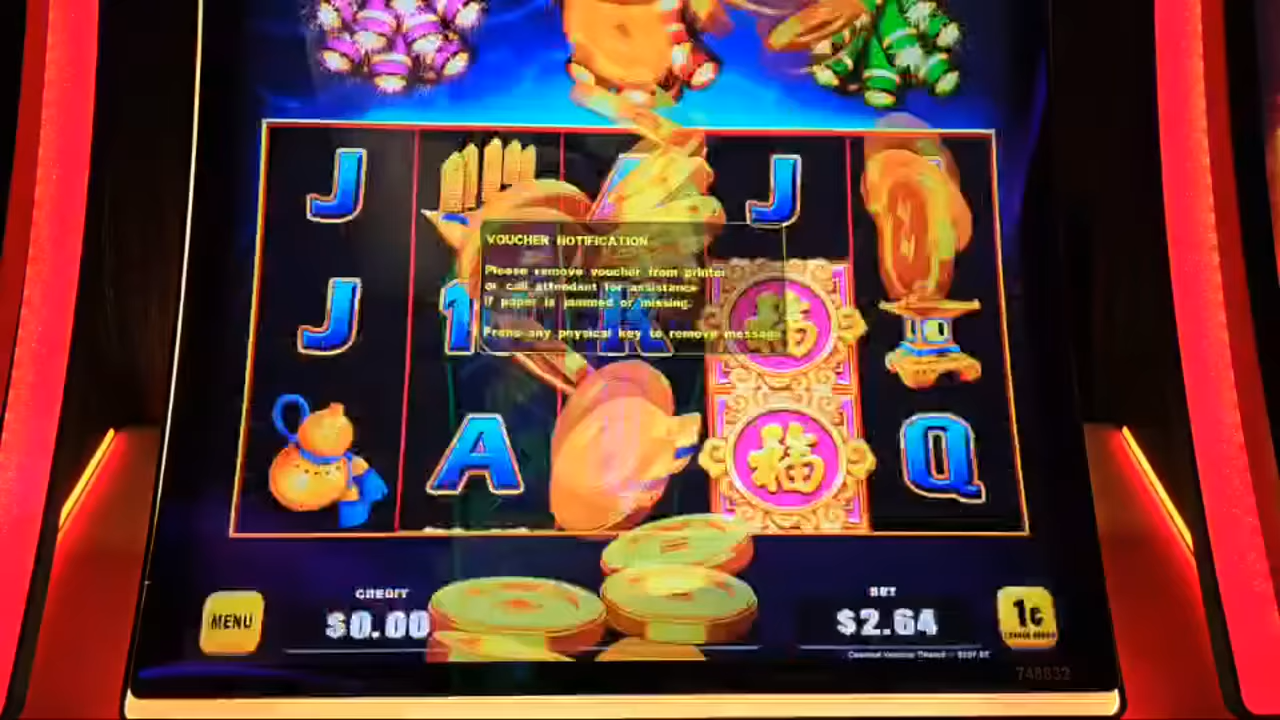 J
J
VOUCHER NOTIFICATION
Please remove voucher from printer
or call attendant for assistance
if paper is jammed or missing.
Press any physical key to remove message
J
1
K
福
A
福
Q
CREDIT
BET
MENU
$0.00
$2.64
1¢
748832